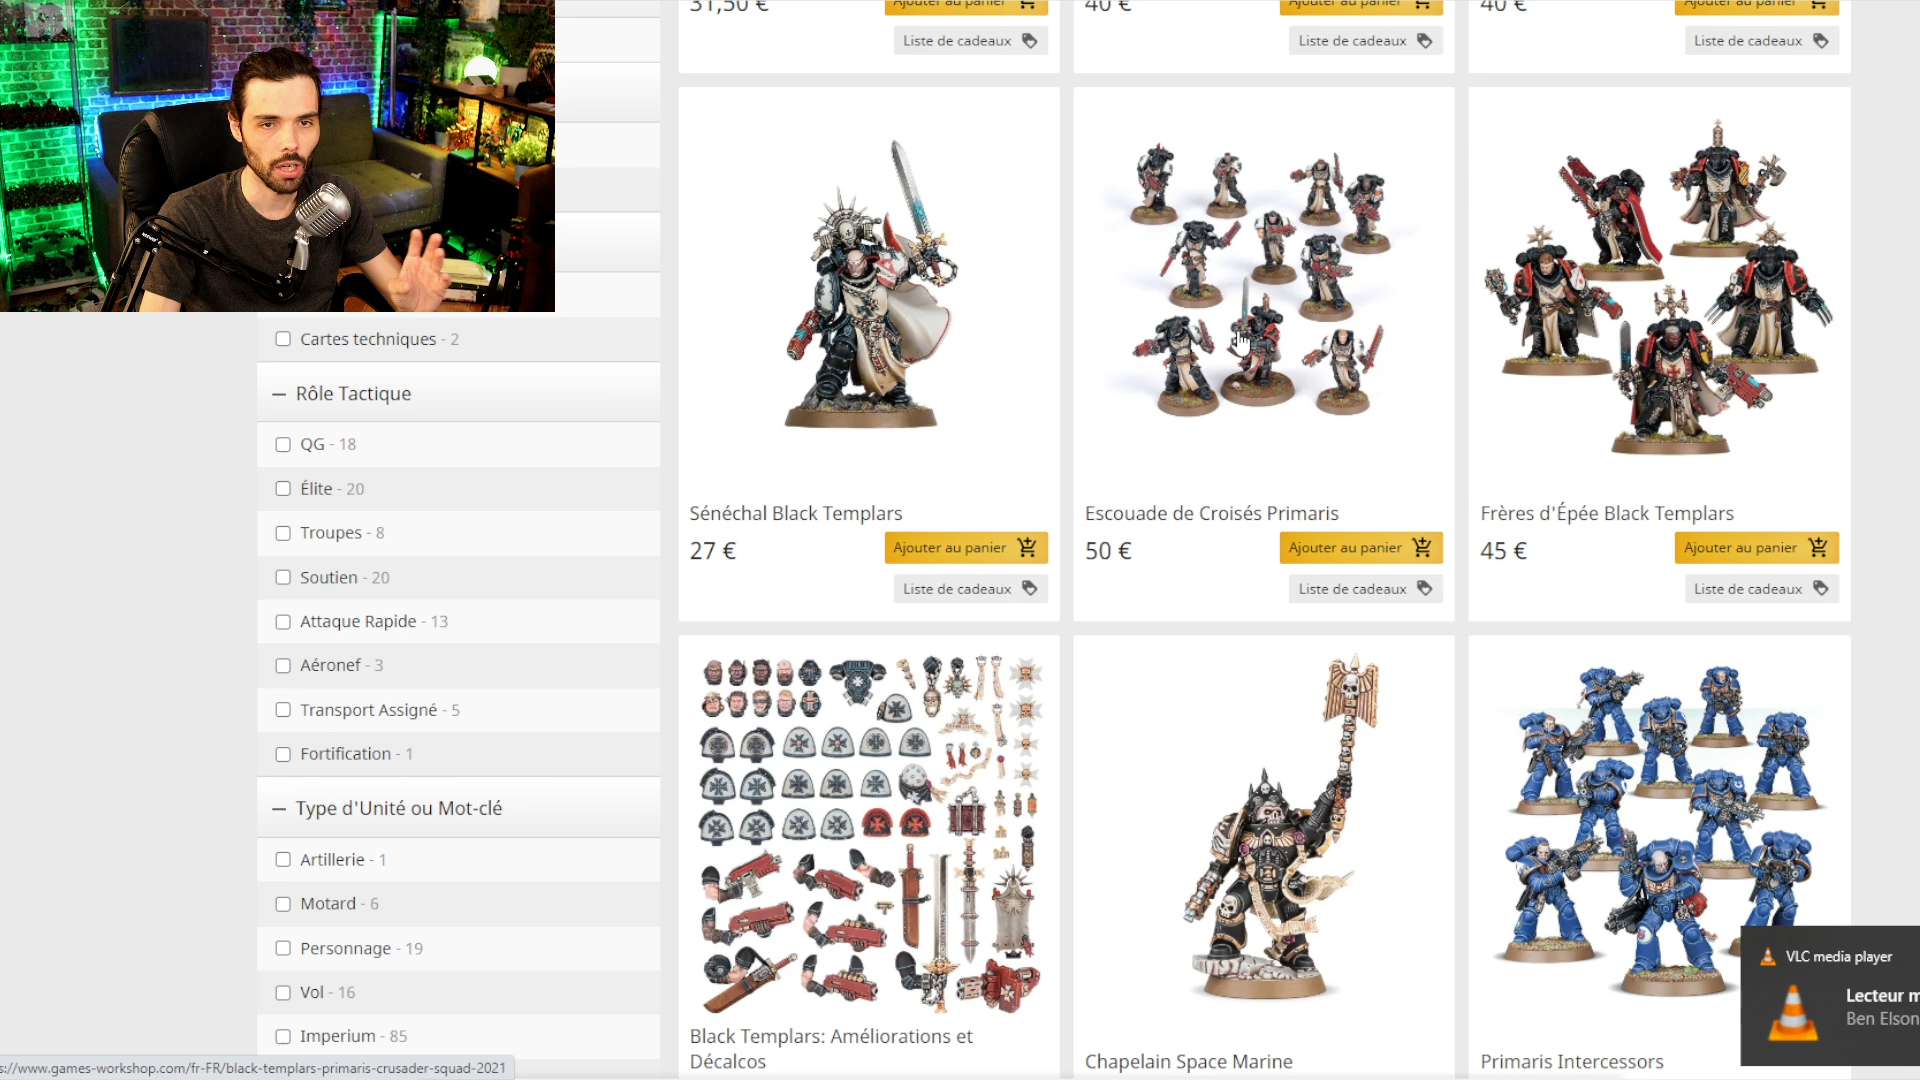 31,50 €
Ajouter au panier
Liste de cadeaux
40 €
Ajouter au panier
Liste de cadeaux
40 €
Ajouter au panier
Liste de cadeaux
Cartes techniques - 2
Rôle Tactique
QG - 18
Élite - 20
Troupes - 8
Soutien - 20
Attaque Rapide - 13
Aéronef - 3
Transport Assigné - 5
Fortification - 1
Type d'Unité ou Mot-clé
Artillerie - 1
Motard - 6
Personnage - 19
Vol - 16
Imperium - 85
Sénéchal Black Templars
27 €
Ajouter au panier
Liste de cadeaux
Escouade de Croisés Primaris
50 €
Ajouter au panier
Liste de cadeaux
Frères d'Épée Black Templars
45 €
Ajouter au panier
Liste de cadeaux
Black Templars: Améliorations et
Décalcos
Chapelain Space Marine
Primaris Intercessors
VLC media player
Lecteur m
Ben Elson
s://www.games-workshop.com/fr-FR/black-templars-primaris-crusader-squad-2021